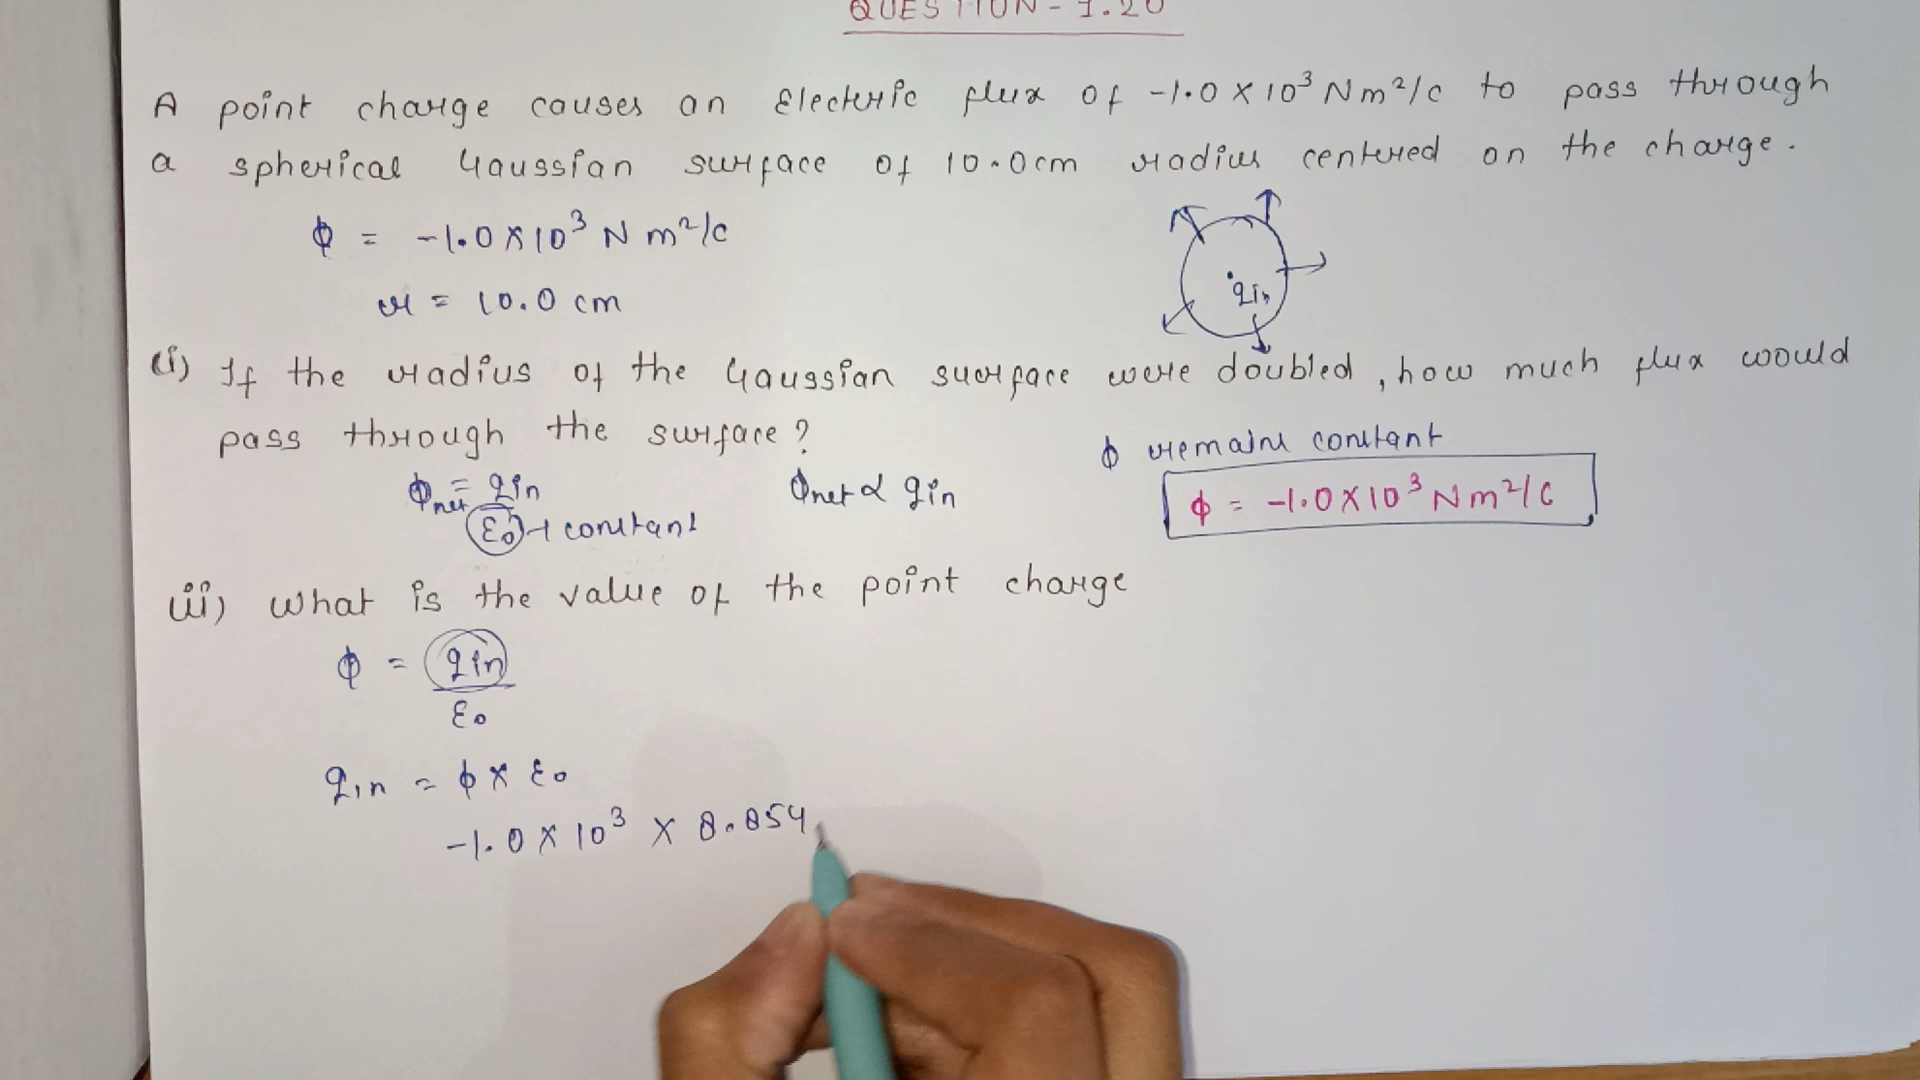 QUESTION - 1.20
A point charge causes an Electric flux of -1.0 × 10³ Nm²/c to pass through
a spherical Gaussian surface of 10.0cm radius centered on the charge.
ϕ = -1.0 × 10³ N m²/c
r = 10.0 cm
qin
(i) If the radius of the Gaussian surface were doubled, how much flux would
pass through the surface?
ϕ remains constant
ϕnet = qin
ε₀ → constant
ϕnet ∝ qin
ϕ = -1.0 × 10³ Nm²/C
ii) What is the value of the point charge
ϕ = qin
ε₀
qin = ϕ × ε₀
-1.0 × 10³ × 8.854